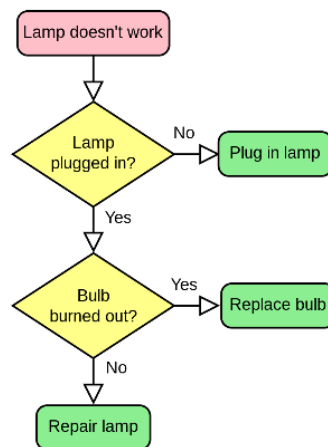 Lamp doesn't work
Lamp
plugged in?
No
Plug in lamp
Yes
Bulb
burned out?
Yes
Replace bulb
No
Repair lamp